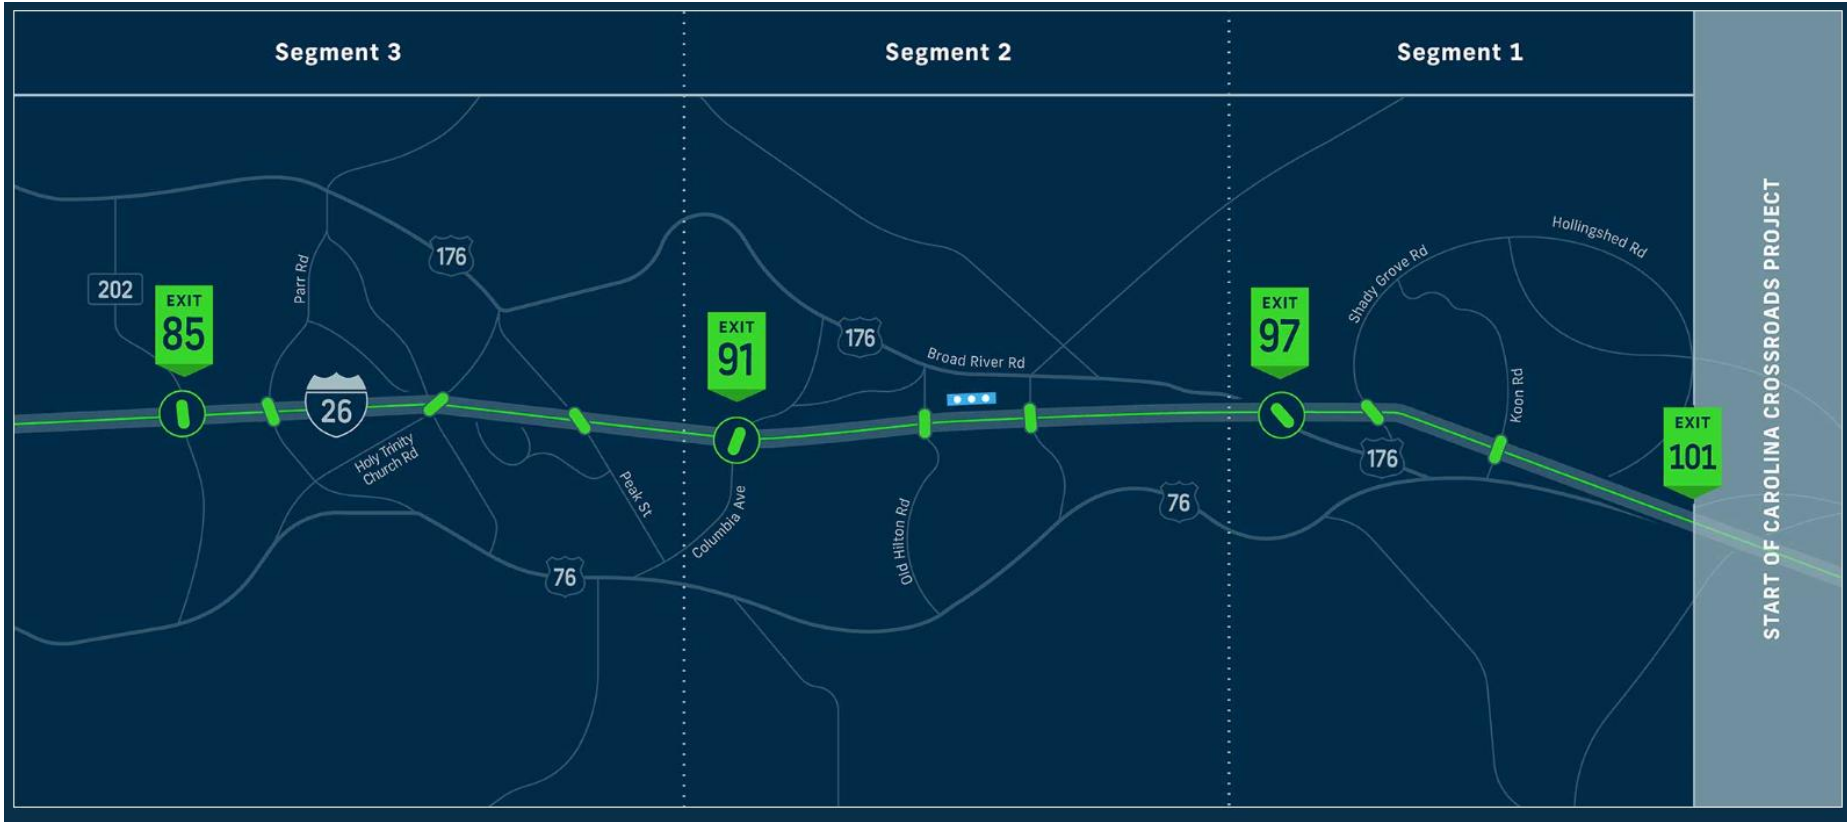 Segment 3
Segment 2
Segment 1
START OF CAROLINA CROSSROADS PROJECT
202
EXIT
85
Parr Rd
26
176
Holy Trinity
Church Rd
Peak St
76
EXIT
91
Columbia Ave
176
Broad River Rd
Old Hilton Rd
76
EXIT
97
Shady Grove Rd
Hollingshed Rd
Koon Rd
176
EXIT
101